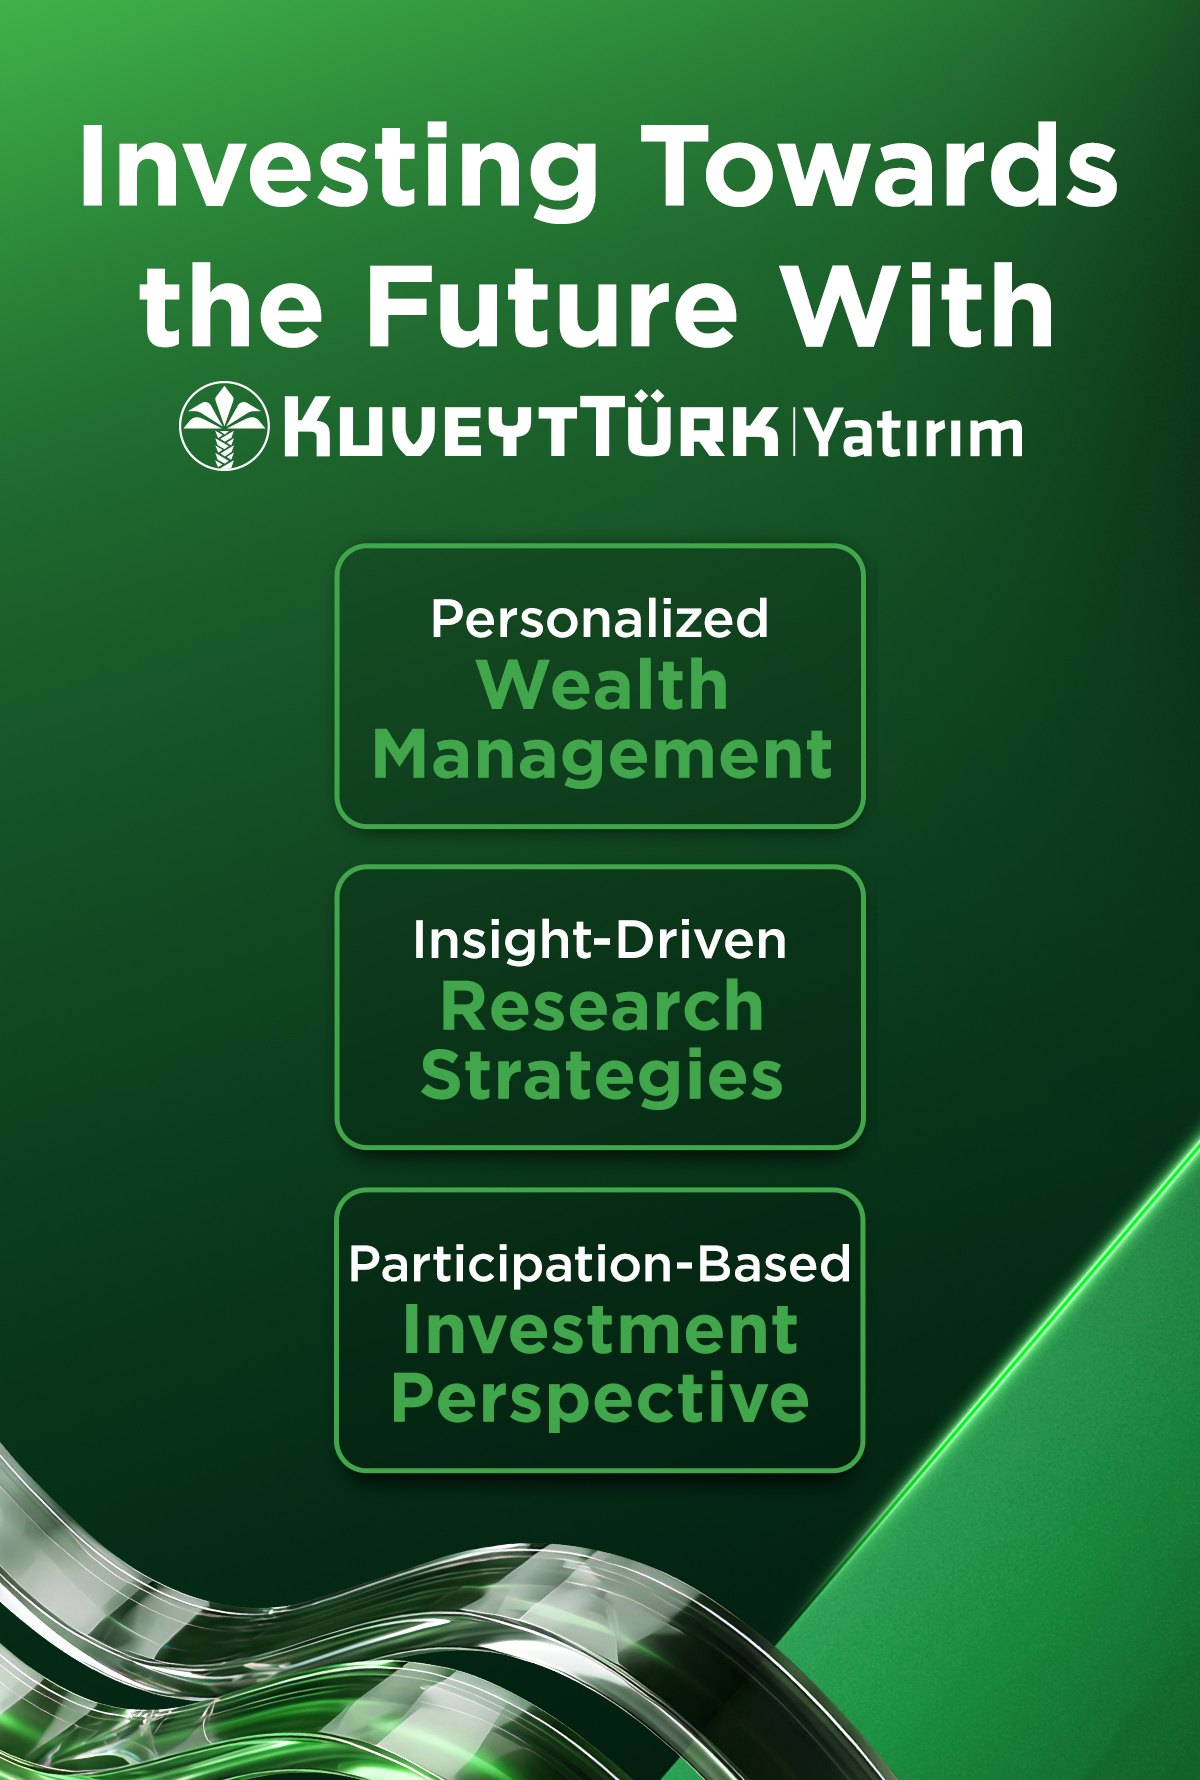 Investing Towards
the Future With
KUVEYTTÜRK | Yatırım
Personalized
Wealth
Management
Insight-Driven
Research
Strategies
Participation-Based
Investment
Perspective